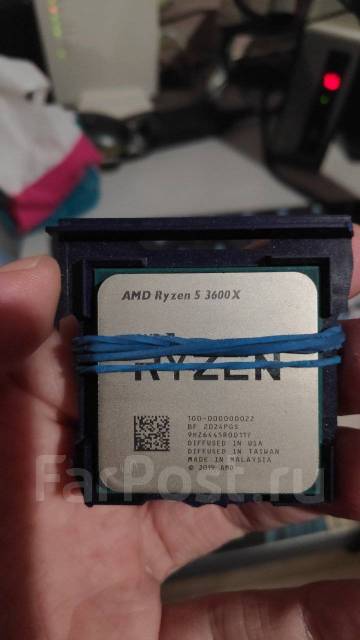 AMD Ryzen 5 3600X
RYZEN
100-000000022
BF 2024PGS
9HZ6445R00117
DIFFUSED IN USA
DIFFUSED IN TAIWAN
MADE IN MALAYSIA
© 2019 AMD
FarPost.ru